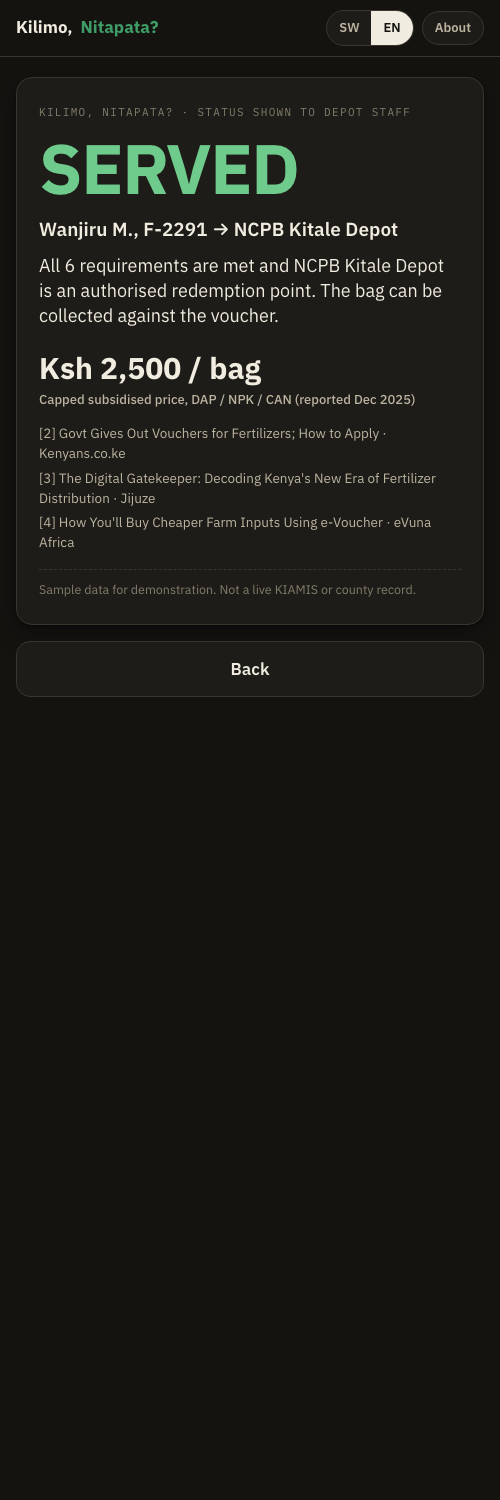 Kilimo, Nitapata?
SW
EN
About
KILIMO, NITAPATA? · STATUS SHOWN TO DEPOT STAFF
SERVED
Wanjiru M., F-2291 → NCPB Kitale Depot
All 6 requirements are met and NCPB Kitale Depot
is an authorised redemption point. The bag can be
collected against the voucher.
Ksh 2,500 / bag
Capped subsidised price, DAP / NPK / CAN (reported Dec 2025)
[2] Govt Gives Out Vouchers for Fertilizers; How to Apply ·
Kenyans.co.ke
[3] The Digital Gatekeeper: Decoding Kenya's New Era of Fertilizer
Distribution · Jijuze
[4] How You'll Buy Cheaper Farm Inputs Using e-Voucher · eVuna
Africa
Sample data for demonstration. Not a live KIAMIS or county record.
Back